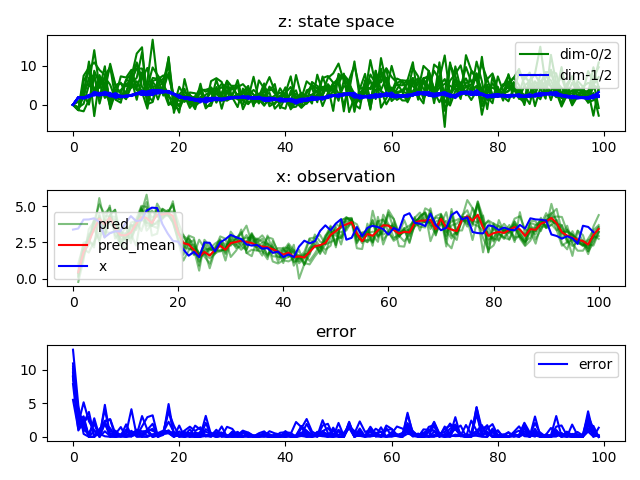 z: state space
10
0
dim-0/2
dim-1/2
0 20 40 60 80 100
x: observation
5.0
2.5
0.0
pred
pred_mean
x
0 20 40 60 80 100
error
10
5
0
error
0 20 40 60 80 100